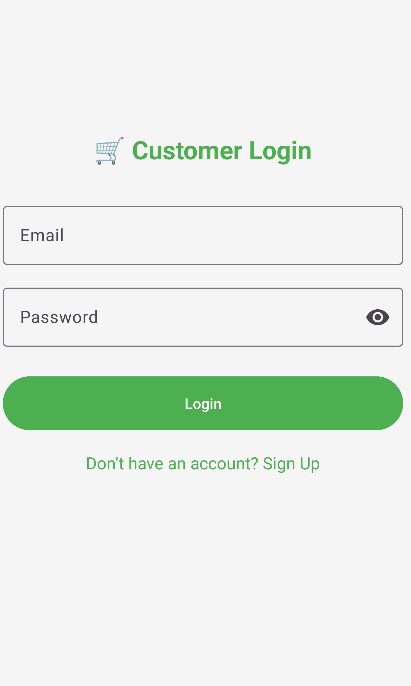 🛒 Customer Login
Email
Password
Login
Don’t have an account? Sign Up